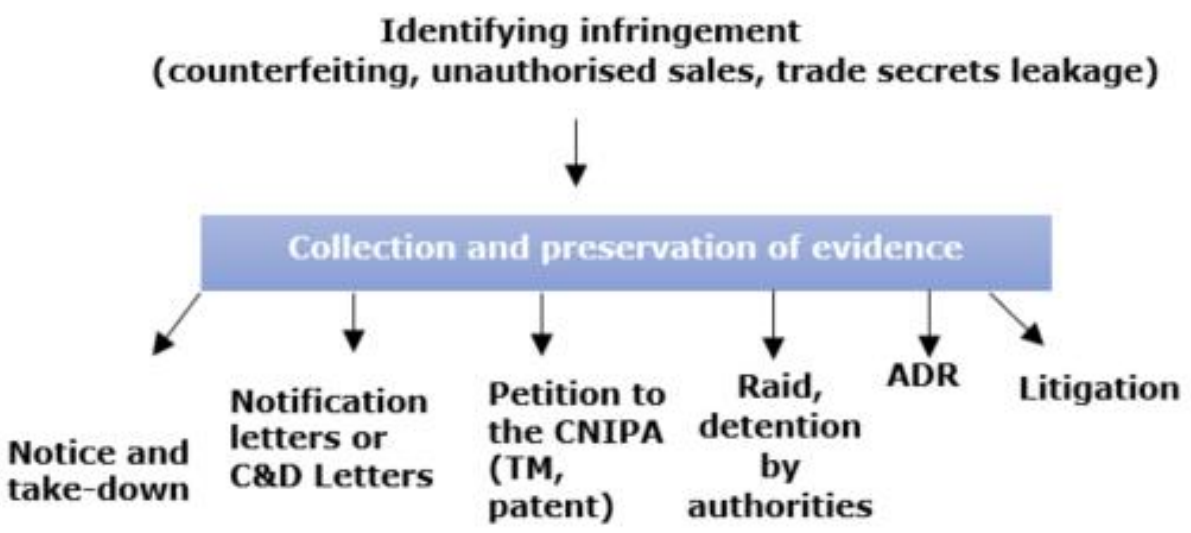 Identifying infringement
(counterfeiting, unauthorised sales, trade secrets leakage)
Collection and preservation of evidence
Notice and
take-down
Notification
letters or
C&D Letters
Petition to
the CNIPA
(TM,
patent)
Raid,
detention
by
authorities
ADR
Litigation